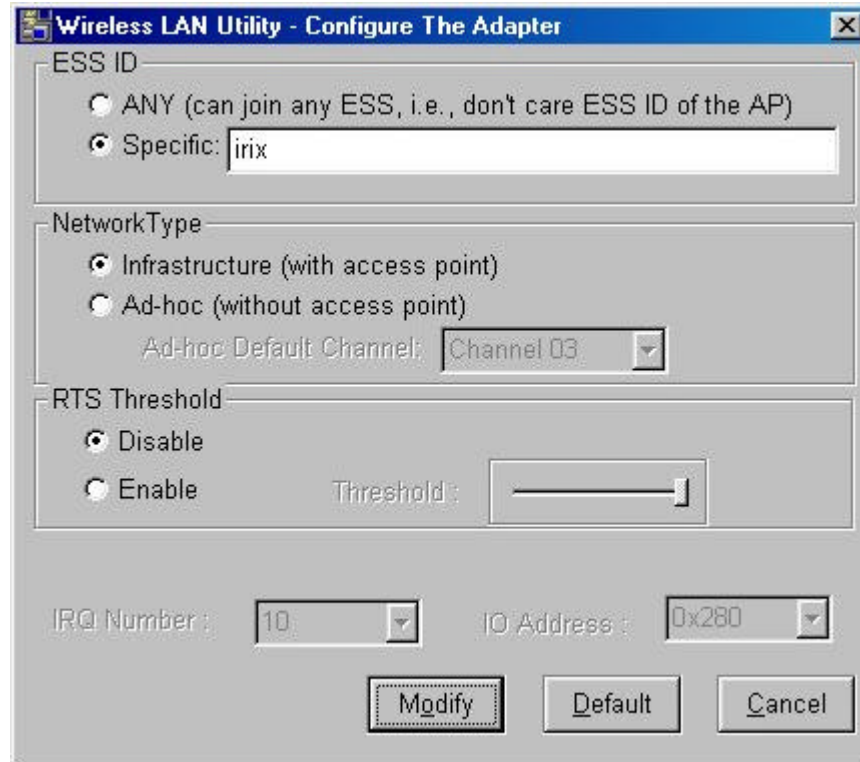 Wireless LAN Utility - Configure The Adapter
ESS ID
ANY (can join any ESS, i.e., don't care ESS ID of the AP)
Specific: irix
NetworkType
Infrastructure (with access point)
Ad-hoc (without access point)
Ad-hoc Default Channel: Channel 03
RTS Threshold
Disable
Enable Threshold :
IRQ Number : 10 IO Address : 0x280
Modify Default Cancel